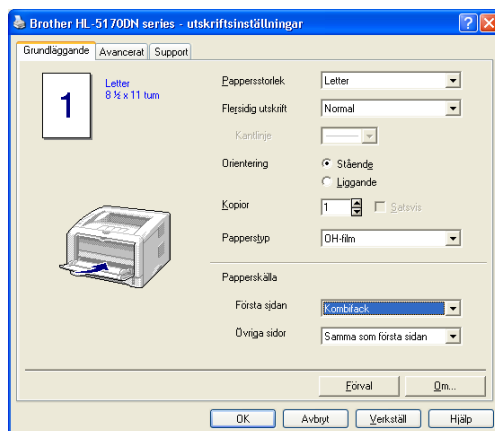 Brother HL-5170DN series - utskriftsinställningar
Grundläggande Avancerat Support
1
Letter
8 ½ x 11 tum
Pappersstorlek Letter
Flersidig utskrift Normal
Kantlinje
Orientering Stående
Liggande
Kopior 1 Satsvis
Papperstyp OH-film
Papperskälla
Första sidan Kombifack
Övriga sidor Samma som första sidan
Förval Om...
OK Avbryt Verkställ Hjälp